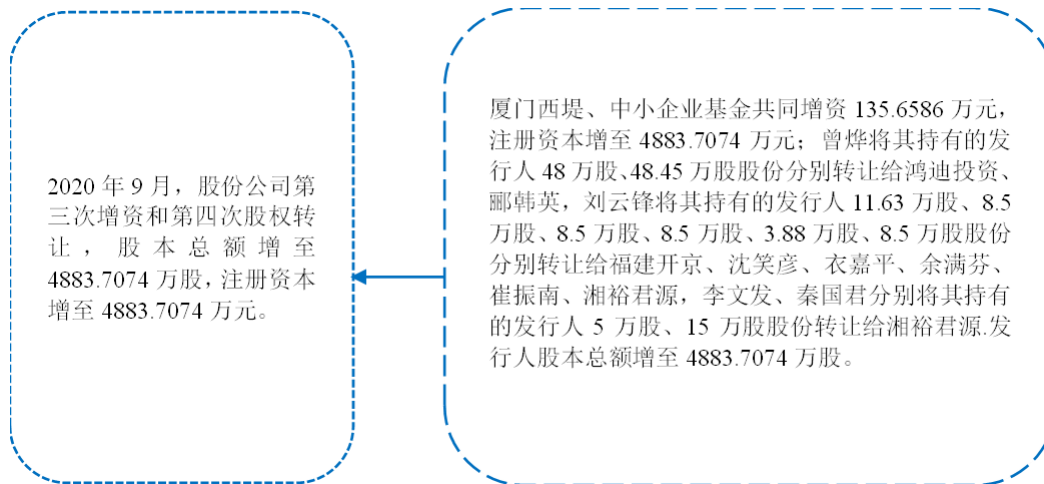 2020 年 9 月，股份公司第
三次增资和第四次股权转
让，股本总额增至
4883.7074 万股，注册资本
增至 4883.7074 万元。
厦门西堤、中小企业基金共同增资 135.6586 万元，
注册资本增至 4883.7074 万元；曾烨将其持有的发
行人 48 万股、48.45 万股股份分别转让给鸿迪投资、
郦韩英，刘云锋将其持有的发行人 11.63 万股、8.5
万股、8.5 万股、8.5 万股、3.88 万股、8.5 万股股份
分别转让给福建开京、沈笑彦、衣嘉平、余满芬、
崔振南、湘裕君源，李文发、秦国君分别将其持有
的发行人 5 万股、15 万股股份转让给湘裕君源.发
行人股本总额增至 4883.7074 万股。